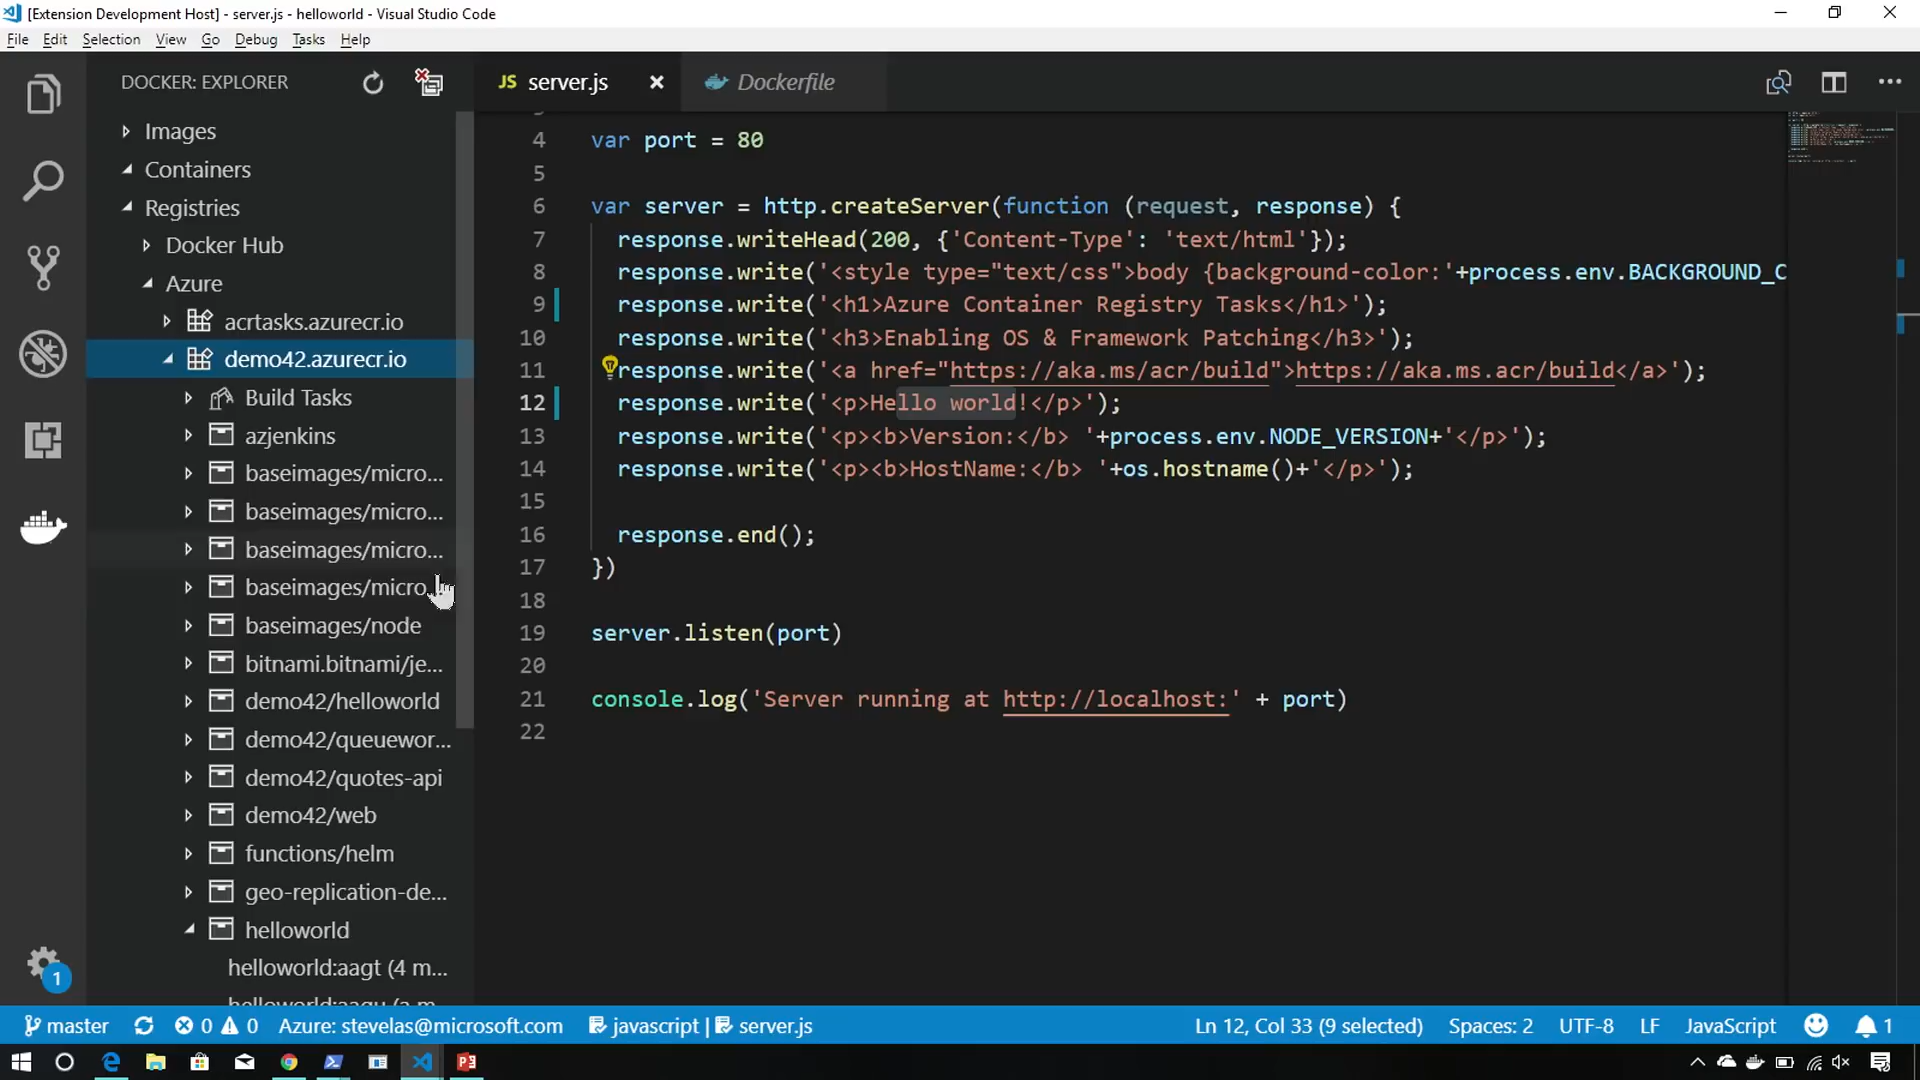 [Extension Development Host] - server.js - helloworld - Visual Studio Code
File Edit Selection View Go Debug Tasks Help
DOCKER: EXPLORER
JS server.js
Dockerfile
Images
Containers
Registries
Docker Hub
Azure
acrtasks.azurecr.io
demo42.azurecr.io
Build Tasks
azjenkins
baseimages/micro...
baseimages/micro...
baseimages/micro...
baseimages/micro
baseimages/node
bitnami.bitnami/je...
demo42/helloworld
demo42/queuewor...
demo42/quotes-api
demo42/web
functions/helm
geo-replication-de...
helloworld
helloworld:aagt (4 m...
4 var port = 80
5
6 var server = http.createServer(function (request, response) {
7 response.writeHead(200, {'Content-Type': 'text/html'});
8 response.write('<style type="text/css">body {background-color:'+process.env.BACKGROUND_C
9 response.write('<h1>Azure Container Registry Tasks</h1>');
10 response.write('<h3>Enabling OS & Framework Patching</h3>');
11 response.write('<a href="https://aka.ms/acr/build">https://aka.ms.acr/build</a>');
12 response.write('<p>Hello world!</p>');
13 response.write('<p><b>Version:</b> '+process.env.NODE_VERSION+'</p>');
14 response.write('<p><b>HostName:</b> '+os.hostname()+'</p>');
15
16 response.end();
17 })
18
19 server.listen(port)
20
21 console.log('Server running at http://localhost:' + port)
22
1
master 0 0 Azure: stevelas@microsoft.com javascript | server.js Ln 12, Col 33 (9 selected) Spaces: 2 UTF-8 LF JavaScript 1